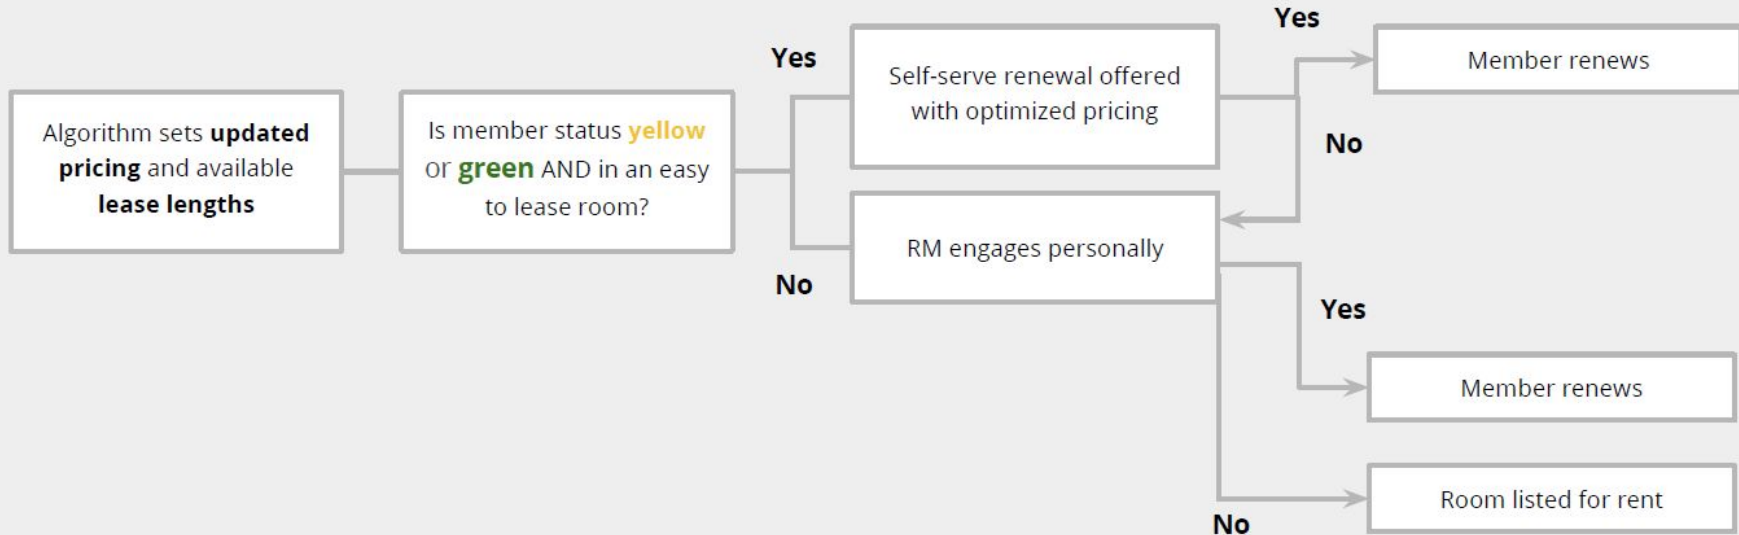 Algorithm sets updated
pricing and available
lease lengths
Is member status yellow
or green AND in an easy
to lease room?
Yes
No
Self-serve renewal offered
with optimized pricing
RM engages personally
Yes
No
Member renews
Yes
Member renews
No
Room listed for rent